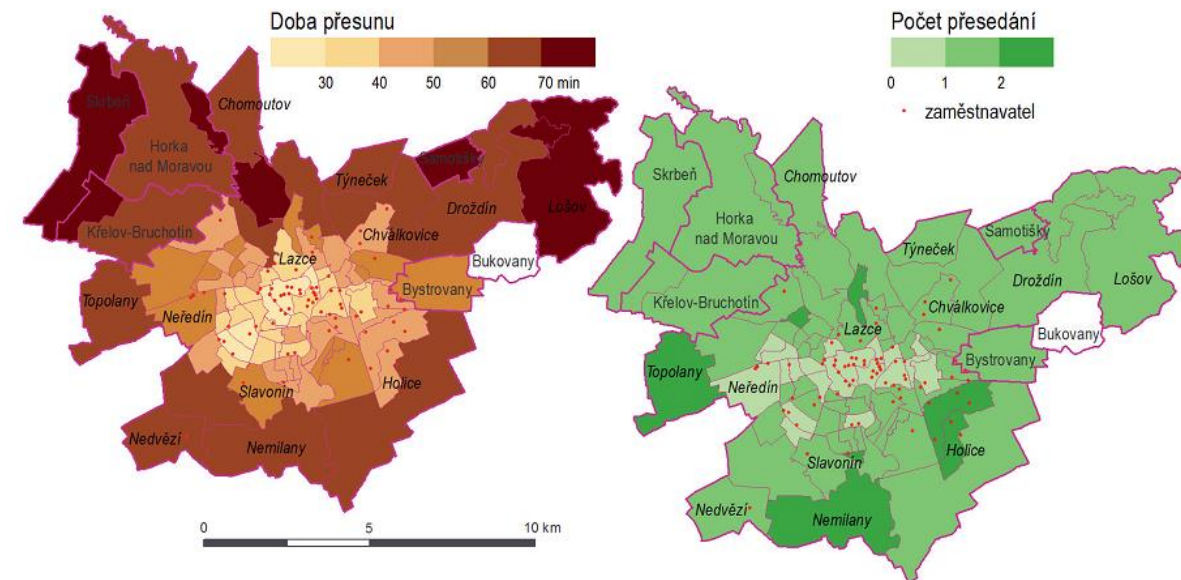 Doba přesunu
30 40 50 60 70 min
Skrbeň
Chomoutov
Horka
nad Moravou
Týneček
Samotišky
Lošov
Droždín
Křelov-Bruchotín
Chválkovice
Lazce
Bukovany
Topolany
Bystrovany
Neředín
Slavonín
Holice
Nedvězí
Nemilany
0 5 10 km
Počet přesedání
0 1 2
zaměstnavatel
Skrbeň
Chomoutov
Horka
nad Moravou
Týneček
Samotišky
Lošov
Droždín
Křelov-Bruchotín
Chválkovice
Lazce
Bukovany
Topolany
Bystrovany
Neředín
Holice
Slavonín
Nedvězí
Nemilany